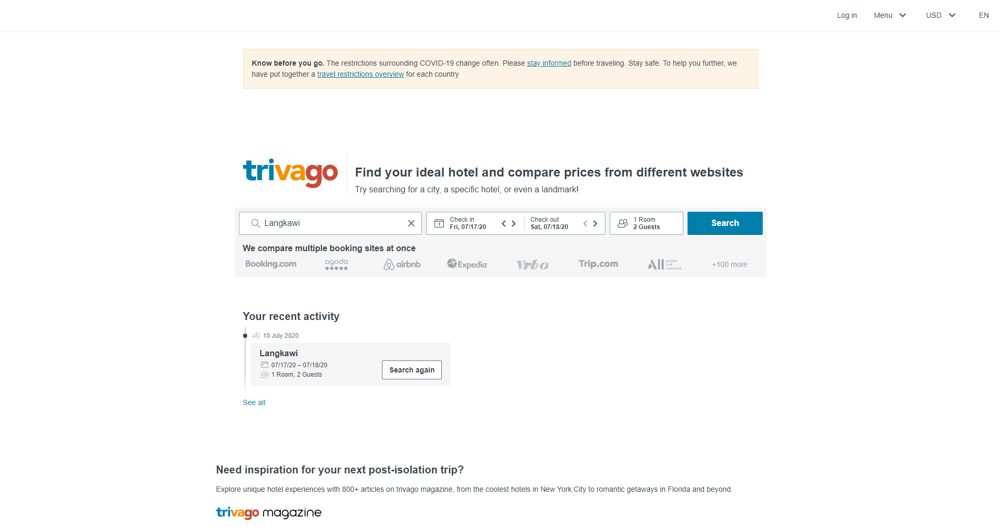 Log in Menu USD EN
Know before you go. The restrictions surrounding COVID-19 change often. Please stay informed before traveling. Stay safe. To help you further, we
have put together a travel restrictions overview for each country
trivago
Find your ideal hotel and compare prices from different websites
Try searching for a city, a specific hotel, or even a landmark!
Langkawi
1
Check in
Fri, 07/17/20
Check out
Sat, 07/18/20
1 Room
2 Guests
Search
We compare multiple booking sites at once
Booking.com agoda airbnb Expedia Vrbo Trip.com ALL ACCOR LIVE LIMITLESS +100 more
Your recent activity
10 July 2020
Langkawi
07/17/20 – 07/18/20
1 Room, 2 Guests
Search again
See all
Need inspiration for your next post-isolation trip?
Explore unique hotel experiences with 800+ articles on trivago magazine, from the coolest hotels in New York City to romantic getaways in Florida and beyond.
trivago magazine